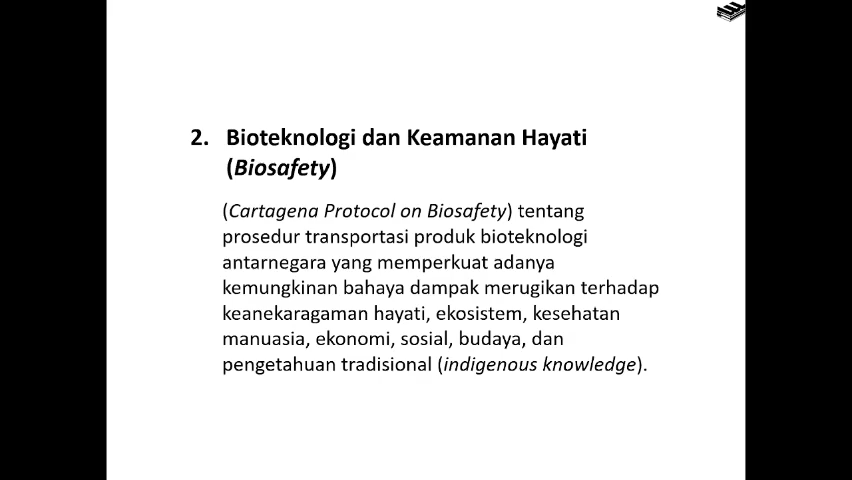 2. Bioteknologi dan Keamanan Hayati
(Biosafety)
(Cartagena Protocol on Biosafety) tentang
prosedur transportasi produk bioteknologi
antarnegara yang memperkuat adanya
kemungkinan bahaya dampak merugikan terhadap
keanekaragaman hayati, ekosistem, kesehatan
manuasia, ekonomi, sosial, budaya, dan
pengetahuan tradisional (indigenous knowledge).